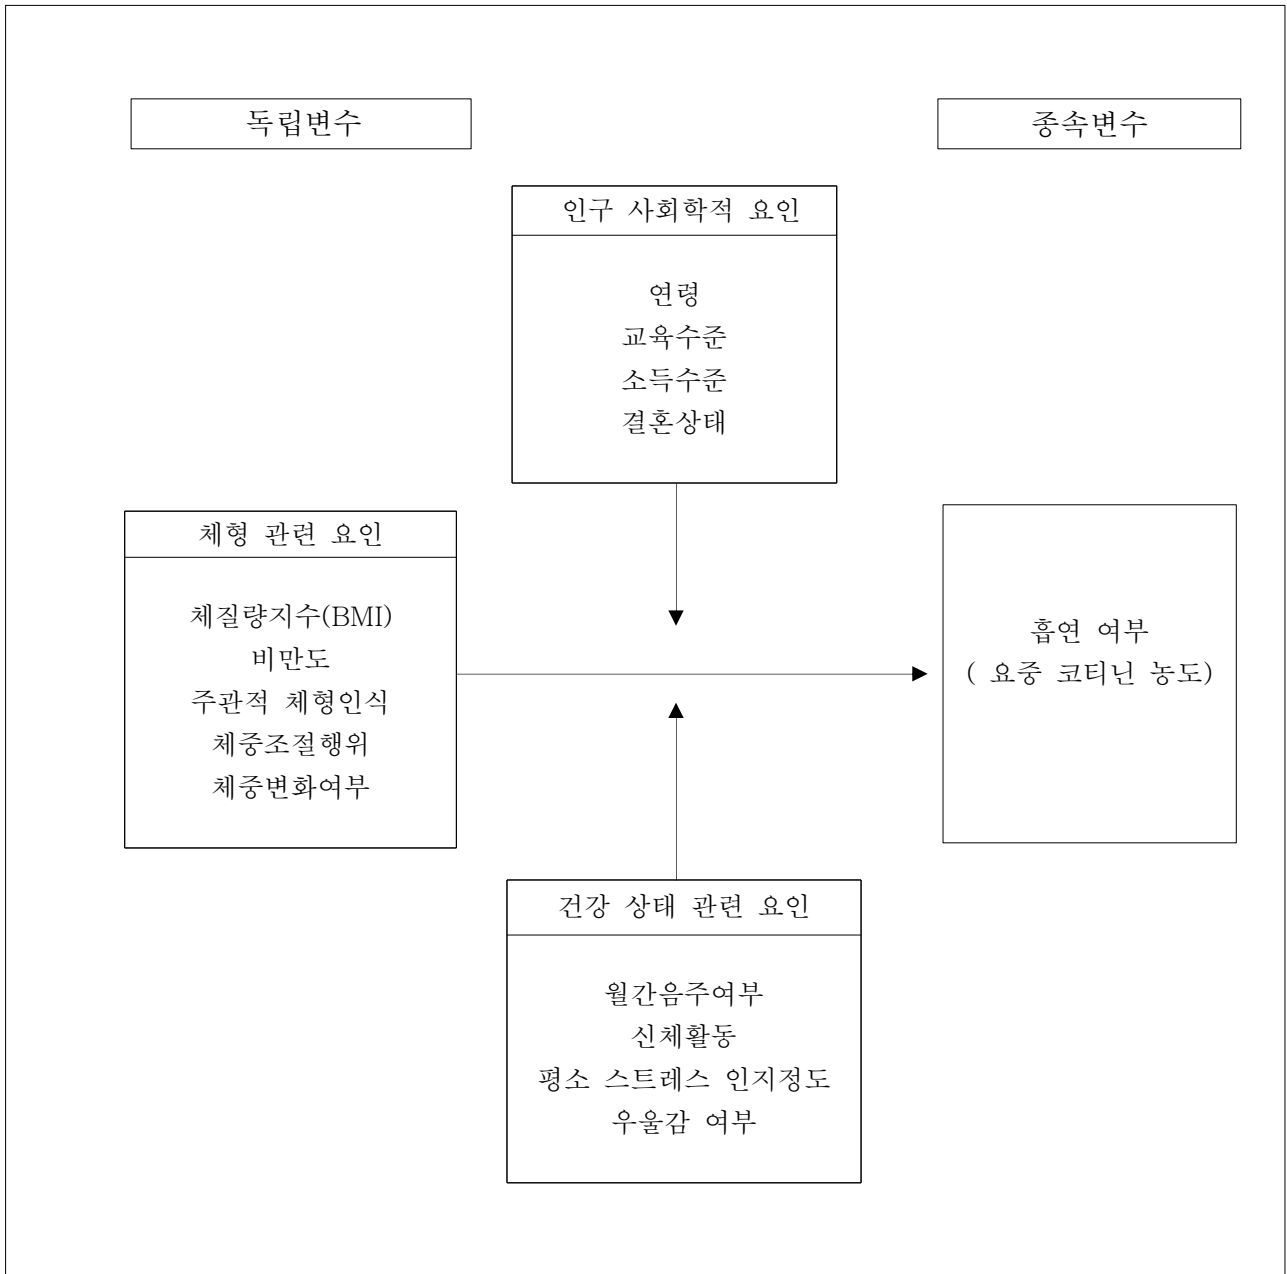 독립변수
종속변수
인구 사회학적 요인
연령
교육수준
소득수준
결혼상태
체형 관련 요인
체질량지수(BMI)
비만도
주관적 체형인식
체중조절행위
체중변화여부
흡연 여부
( 요중 코티닌 농도)
건강 상태 관련 요인
월간음주여부
신체활동
평소 스트레스 인지정도
우울감 여부